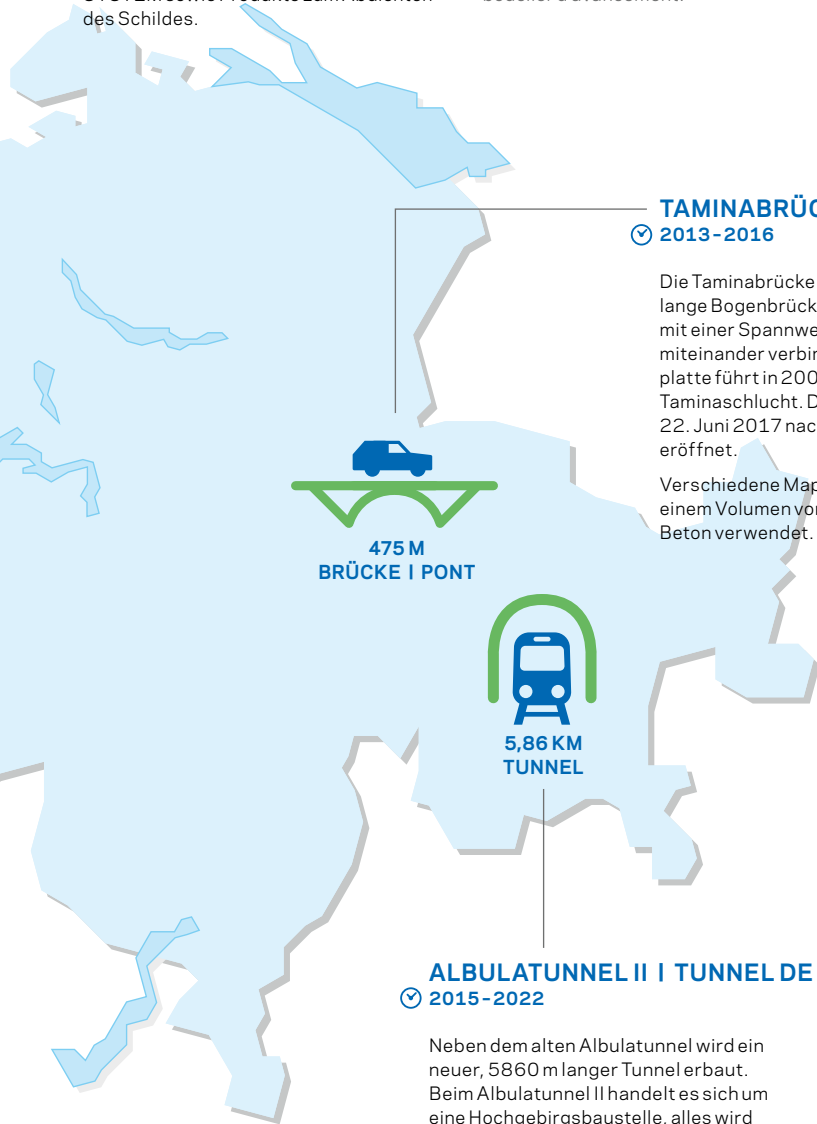 des Schildes.
TAMINABRÜC
2013-2016
Die Taminabrücke
lange Bogenbrück
mit einer Spannwe
miteinander verbin
platte führt in 200
Taminaschlucht. D
22. Juni 2017 nac
eröffnet.
Verschiedene Map
einem Volumen von
Beton verwendet.
475 M
BRÜCKE | PONT
5,86 KM
TUNNEL
ALBULATUNNEL II | TUNNEL DE
2015-2022
Neben dem alten Albulatunnel wird ein
neuer, 5860 m langer Tunnel erbaut.
Beim Albulatunnel II handelt es sich um
eine Hochgebirgsbaustelle, alles wird